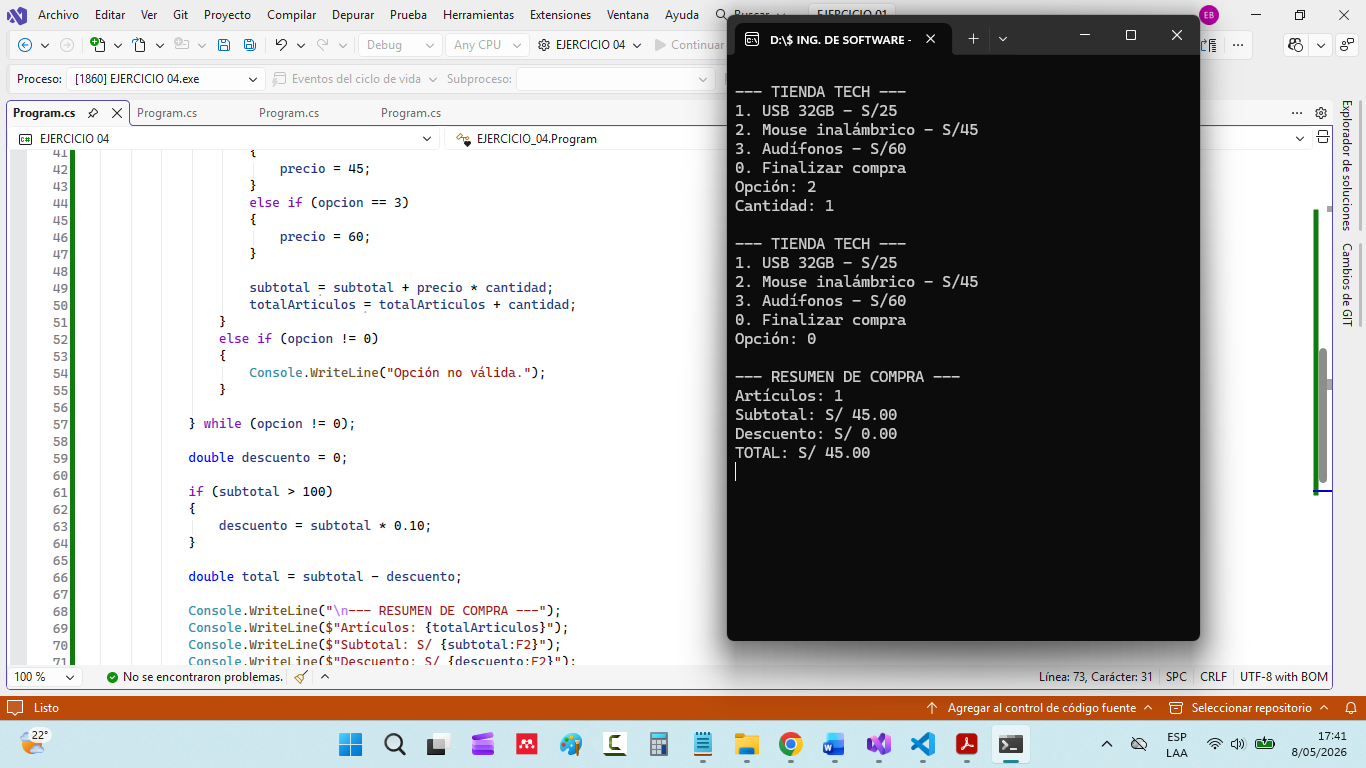 Archivo Editar Ver Git Proyecto Compilar Depurar Prueba Herramientas Extensiones Ventana Ayuda
EB
Debug Any CPU EJERCICIO 04 Continuar
Proceso: [1860] EJERCICIO 04.exe Eventos del ciclo de vida Subproceso:
Program.cs Program.cs Program.cs Program.cs
EJERCICIO 04 EJERCICIO_04.Program
41 {
42 precio = 45;
43 }
44 else if (opcion == 3)
45 {
46 precio = 60;
47 }
48
49 subtotal = subtotal + precio * cantidad;
50 totalArticulos = totalArticulos + cantidad;
51 }
52 else if (opcion != 0)
53 {
54 Console.WriteLine("Opción no válida.");
55 }
56
57 } while (opcion != 0);
58
59 double descuento = 0;
60
61 if (subtotal > 100)
62 {
63 descuento = subtotal * 0.10;
64 }
65
66 double total = subtotal - descuento;
67
68 Console.WriteLine("\n--- RESUMEN DE COMPRA ---");
69 Console.WriteLine($"Artículos: {totalArticulos}");
70 Console.WriteLine($"Subtotal: S/ {subtotal:F2}");
71 Console.WriteLine($"Descuento: S/ {descuento:F2}");
D:\$ ING. DE SOFTWARE -
--- TIENDA TECH ---
1. USB 32GB - S/25
2. Mouse inalámbrico - S/45
3. Audífonos - S/60
0. Finalizar compra
Opción: 2
Cantidad: 1
--- TIENDA TECH ---
1. USB 32GB - S/25
2. Mouse inalámbrico - S/45
3. Audífonos - S/60
0. Finalizar compra
Opción: 0
--- RESUMEN DE COMPRA ---
Artículos: 1
Subtotal: S/ 45.00
Descuento: S/ 0.00
TOTAL: S/ 45.00
Explorador de soluciones
Cambios de GIT
100 % No se encontraron problemas. Línea: 73, Carácter: 31 SPC CRLF UTF-8 with BOM
Listo Agregar al control de código fuente Seleccionar repositorio
22°
ESP
LAA
17:41
8/05/2026